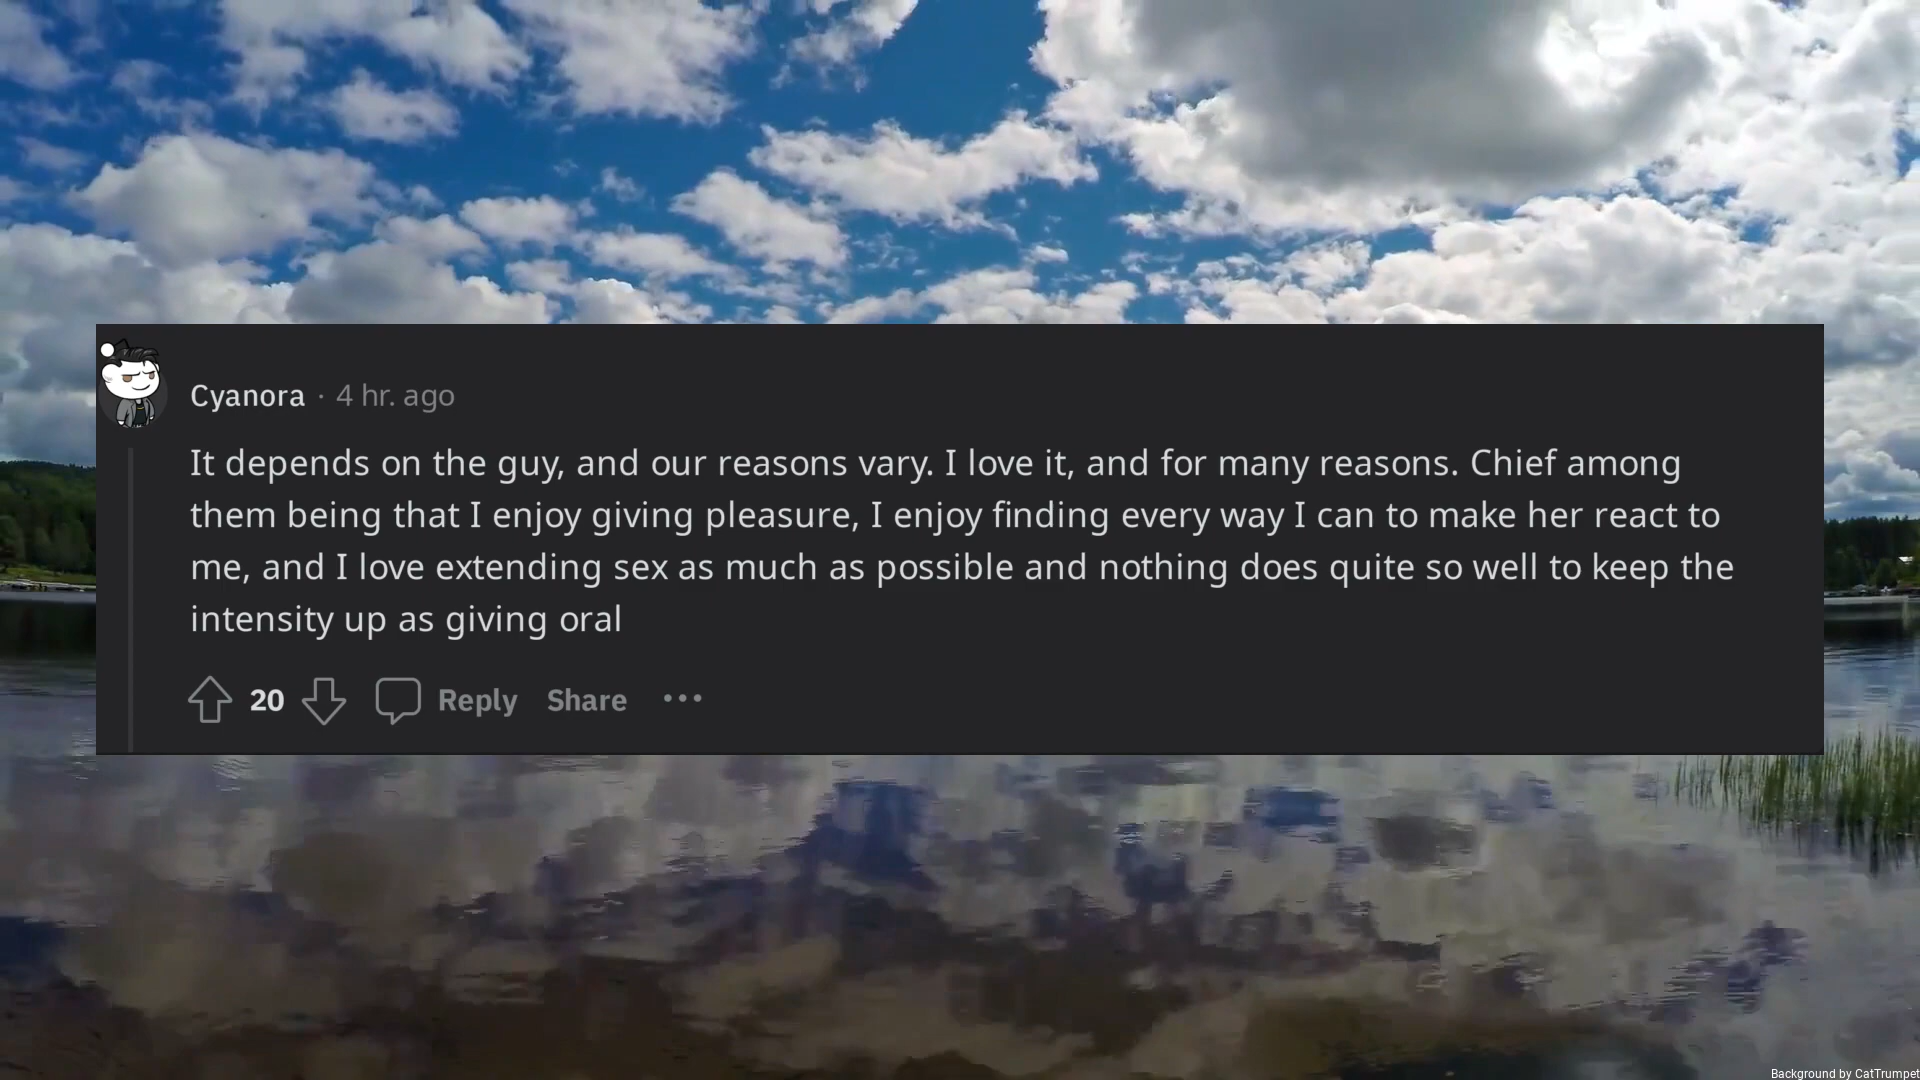 Cyanora · 4 hr. ago
It depends on the guy, and our reasons vary. I love it, and for many reasons. Chief among
them being that I enjoy giving pleasure, I enjoy finding every way I can to make her react to
me, and I love extending sex as much as possible and nothing does quite so well to keep the
intensity up as giving oral
20 Reply Share ···
Background by CatTrumpet